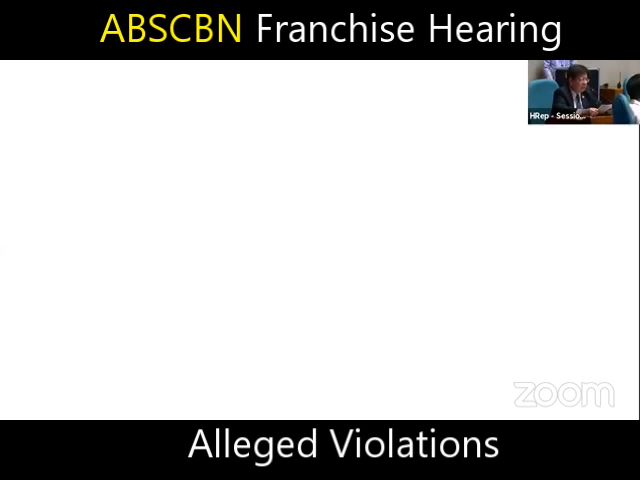 ABSCBN Franchise Hearing
HRep - Sessio...
zoom
Alleged Violations